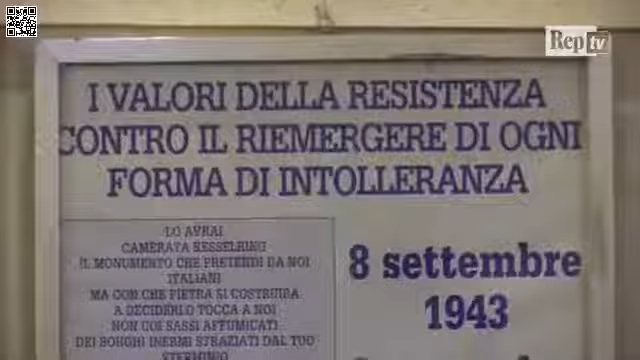 Rep tv
I VALORI DELLA RESISTENZA
CONTRO IL RIEMERGERE DI OGNI
FORMA DI INTOLLERANZA
LO AVRAI
CAMERATA KESSELRING
IL MONUMENTO CHE PRETENDI DA NOI
ITALIANI
MA CON CHE PIETRA SI COSTRUIRÀ
A DECIDERLO TOCCA A NOI
NON COI SASSI AFFUMICATI
DEI BORGHI INERMI STRAZIATI DAL TUO
STERMINIO
8 settembre
1943